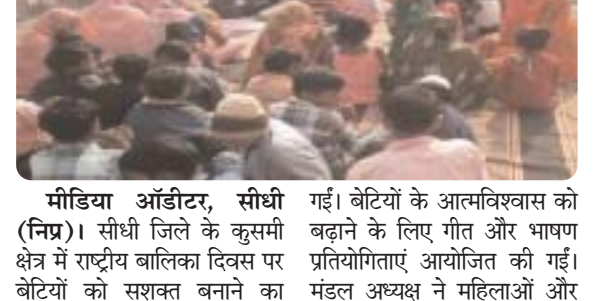 मीडिया ऑडीटर, सीधी
(निप्र)। सीधी जिले के कुसमी
क्षेत्र में राष्ट्रीय बालिका दिवस पर
बेटियों को सशक्त बनाने का
गईं। बेटियों के आत्मविश्वास को
बढ़ाने के लिए गीत और भाषण
प्रतियोगिताएं आयोजित की गईं।
मंडल अध्यक्ष ने महिलाओं और